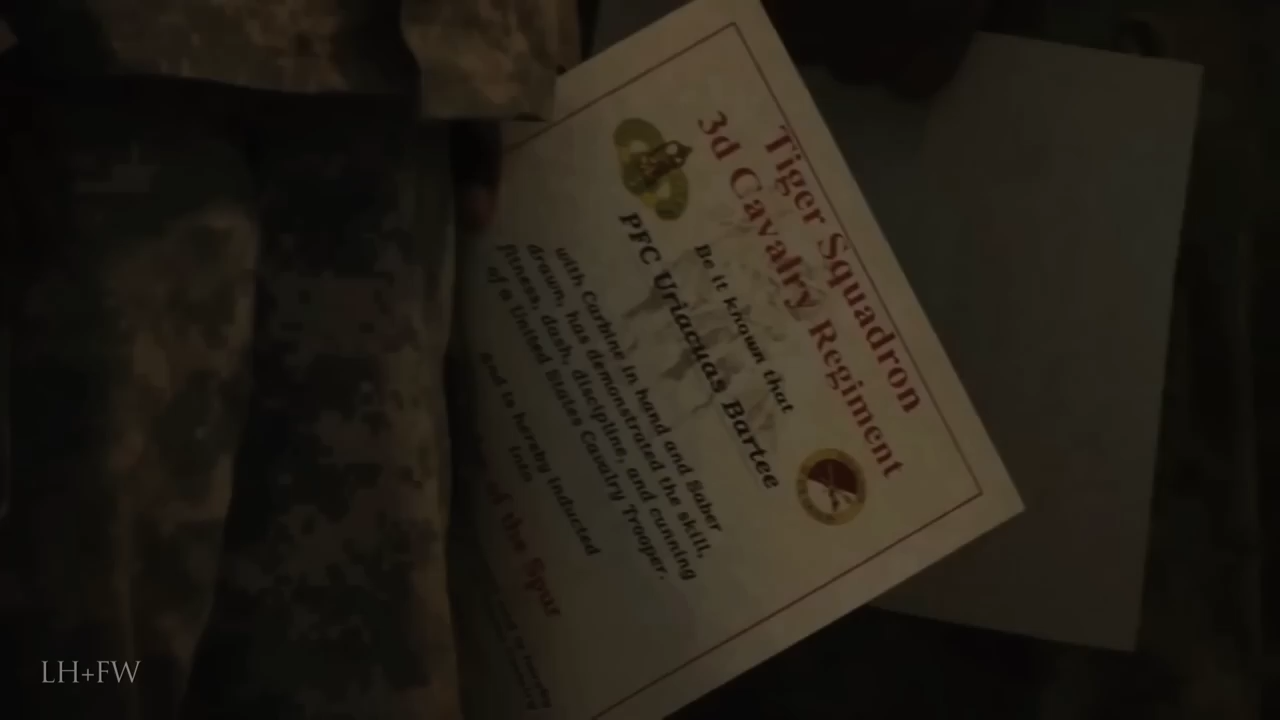 Tiger Squadron
3d Cavalry Regiment
Be it known that
PFC Uriacuas Bartee
with Carbine in hand and Saber
drawn, has demonstrated the skill,
fitness, dash, discipline, and cunning
of a United States Cavalry Trooper.
and is hereby inducted
into
of the Spur
LH+FW